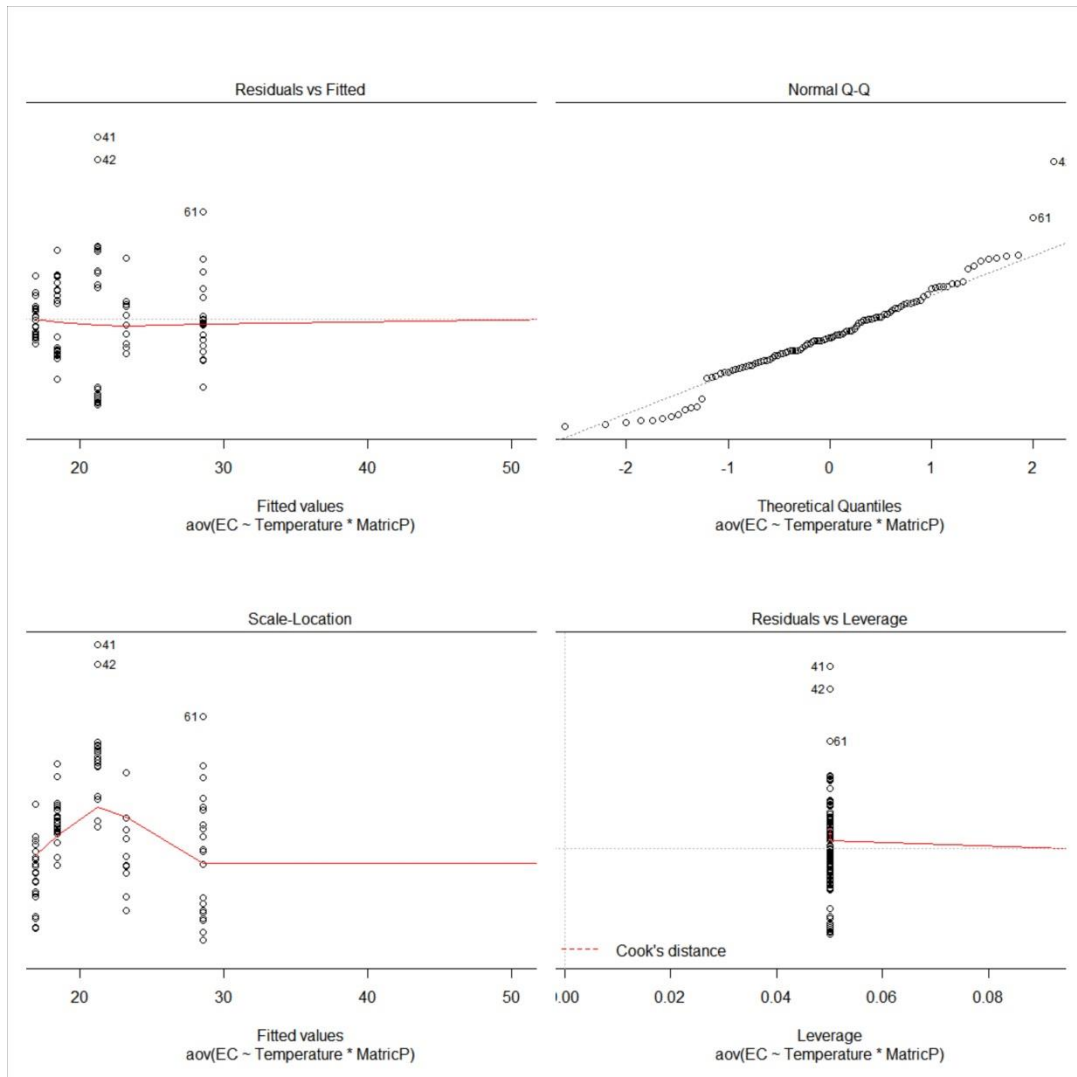 Residuals vs Fitted
41
42
61
20 30 40 50
Fitted values
aov(EC ~ Temperature * MatricP)
Normal Q-Q
61
-2 -1 0 1 2
Theoretical Quantiles
aov(EC ~ Temperature * MatricP)
Scale-Location
41
42
61
20 30 40 50
Fitted values
aov(EC ~ Temperature * MatricP)
Residuals vs Leverage
41
42
61
Cook's distance
0.02 0.04 0.06 0.08
Leverage
aov(EC ~ Temperature * MatricP)